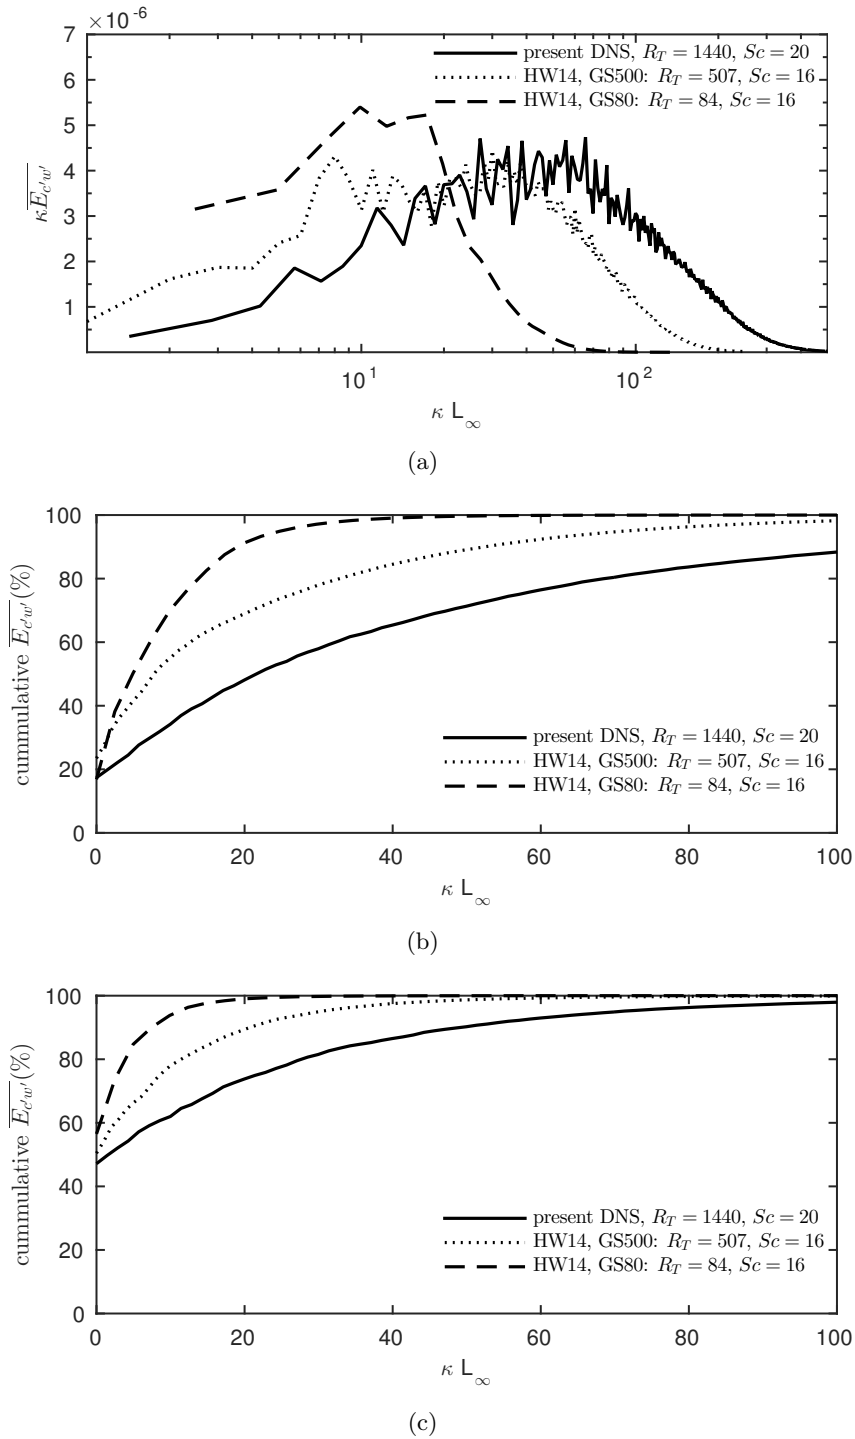 ×10⁻⁶
7
6
5
4
3
2
1
κE_c'w'
present DNS, R_T = 1440, Sc = 20
HW14, GS500: R_T = 507, Sc = 16
HW14, GS80: R_T = 84, Sc = 16
10¹
10²
κ L_∞
(a)
100
80
60
40
20
0
cummulative E_c'w'(%)
present DNS, R_T = 1440, Sc = 20
HW14, GS500: R_T = 507, Sc = 16
HW14, GS80: R_T = 84, Sc = 16
0 20 40 60 80 100
κ L_∞
(b)
100
80
60
40
20
0
cummulative E_c'w'(%)
present DNS, R_T = 1440, Sc = 20
HW14, GS500: R_T = 507, Sc = 16
HW14, GS80: R_T = 84, Sc = 16
0 20 40 60 80 100
κ L_∞
(c)